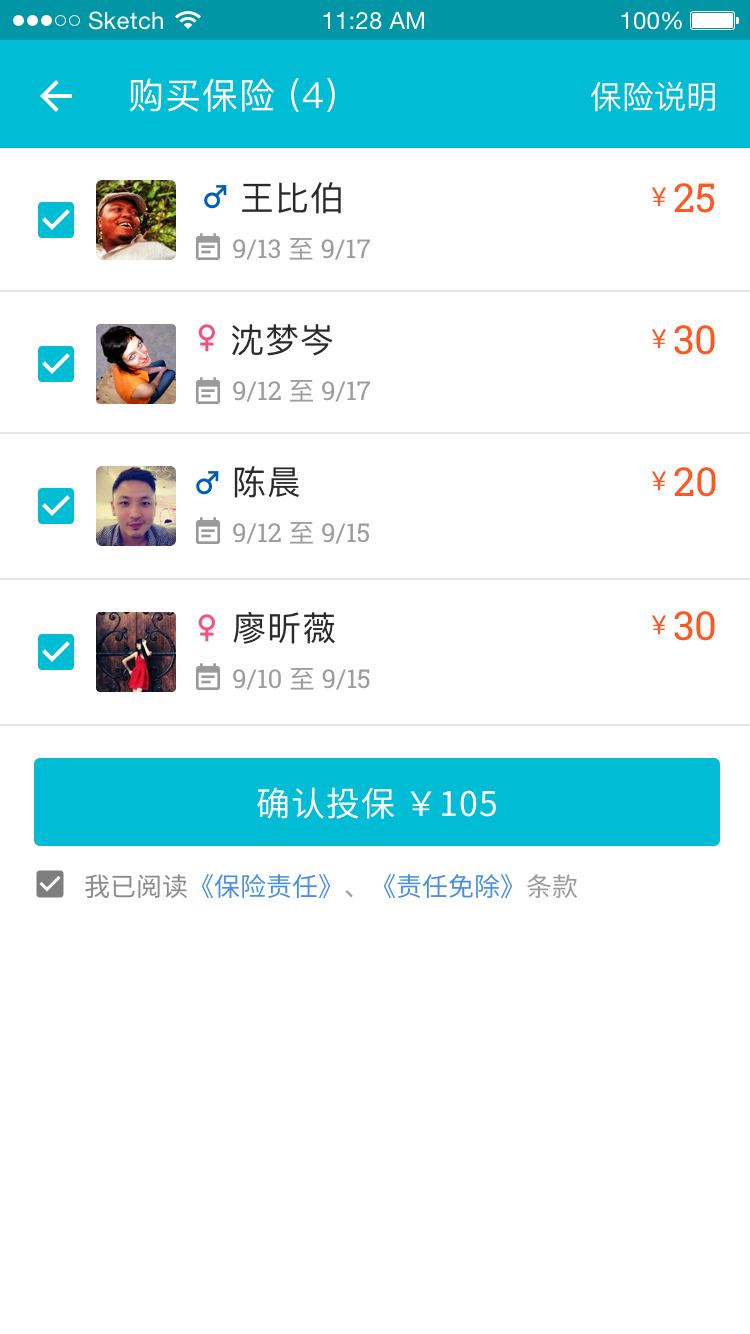 Sketch 11:28 AM 100%
购买保险 (4) 保险说明
王比伯 ¥ 25
9/13 至 9/17
沈梦岑 ¥ 30
9/12 至 9/17
陈晨 ¥ 20
9/12 至 9/15
廖昕薇 ¥ 30
9/10 至 9/15
确认投保 ¥105
我已阅读《保险责任》、《责任免除》条款